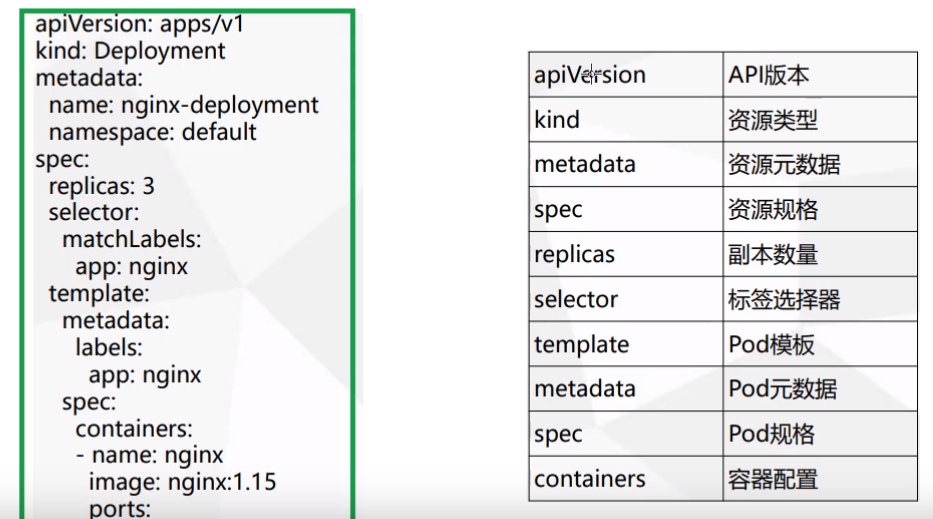 apiVersion: apps/v1
kind: Deployment
metadata:
  name: nginx-deployment
  namespace: default
spec:
  replicas: 3
  selector:
    matchLabels:
      app: nginx
  template:
    metadata:
      labels:
        app: nginx
    spec:
      containers:
      - name: nginx
        image: nginx:1.15
        ports:
apiVersion API版本
kind 资源类型
metadata 资源元数据
spec 资源规格
replicas 副本数量
selector 标签选择器
template Pod模板
metadata Pod元数据
spec Pod规格
containers 容器配置